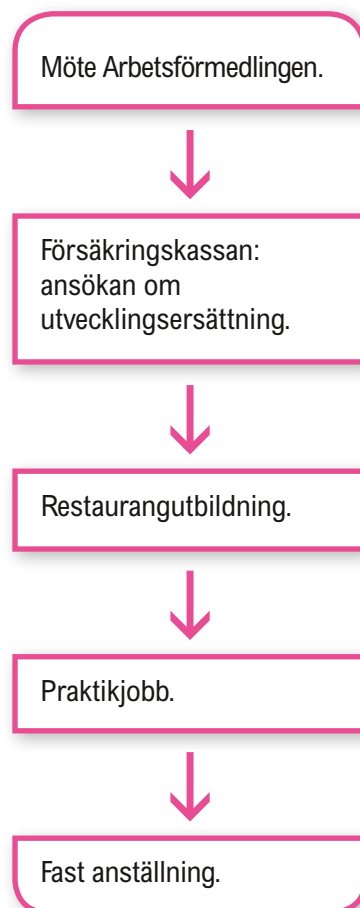 Möte Arbetsförmedlingen.
Försäkringskassan:
ansökan om
utvecklingsersättning.
Restaurangutbildning.
Praktikjobb.
Fast anställning.